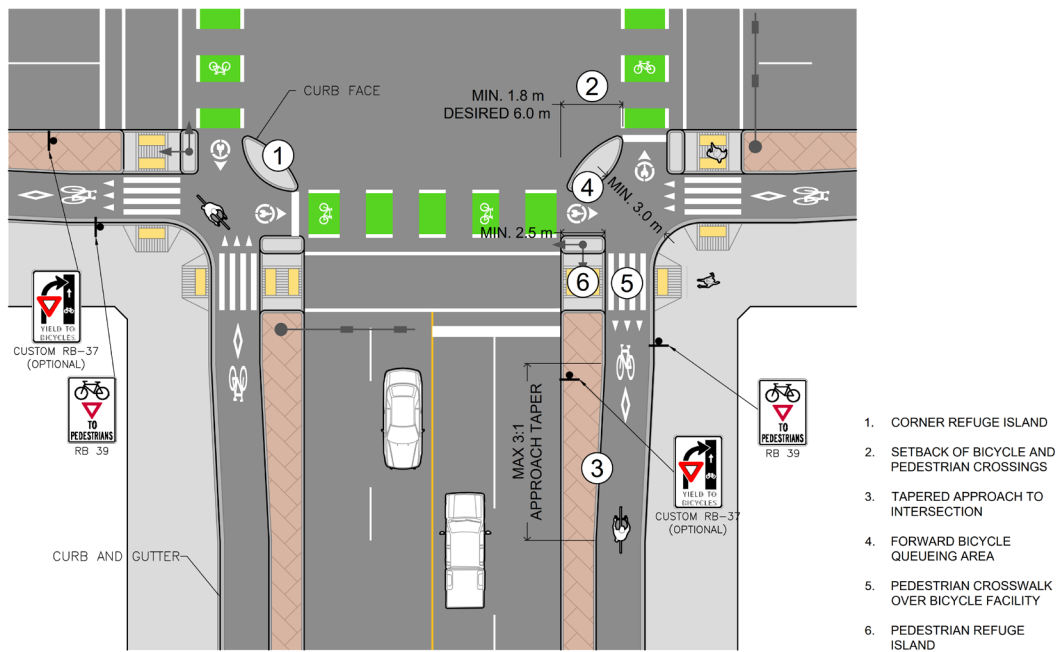 CURB FACE
1
MIN. 1.8 m
DESIRED 6.0 m
2
4
MIN. 3.0 m
MIN. 2.5 m
6
5
YIELD TO
BICYCLES
CUSTOM RB-37
(OPTIONAL)
TO
PEDESTRIANS
RB 39
MAX 3:1
APPROACH TAPER
3
TO
PEDESTRIANS
RB 39
YIELD TO
BICYCLES
CUSTOM RB-37
(OPTIONAL)
CURB AND GUTTER
1. CORNER REFUGE ISLAND
2. SETBACK OF BICYCLE AND
PEDESTRIAN CROSSINGS
3. TAPERED APPROACH TO
INTERSECTION
4. FORWARD BICYCLE
QUEUEING AREA
5. PEDESTRIAN CROSSWALK
OVER BICYCLE FACILITY
6. PEDESTRIAN REFUGE
ISLAND